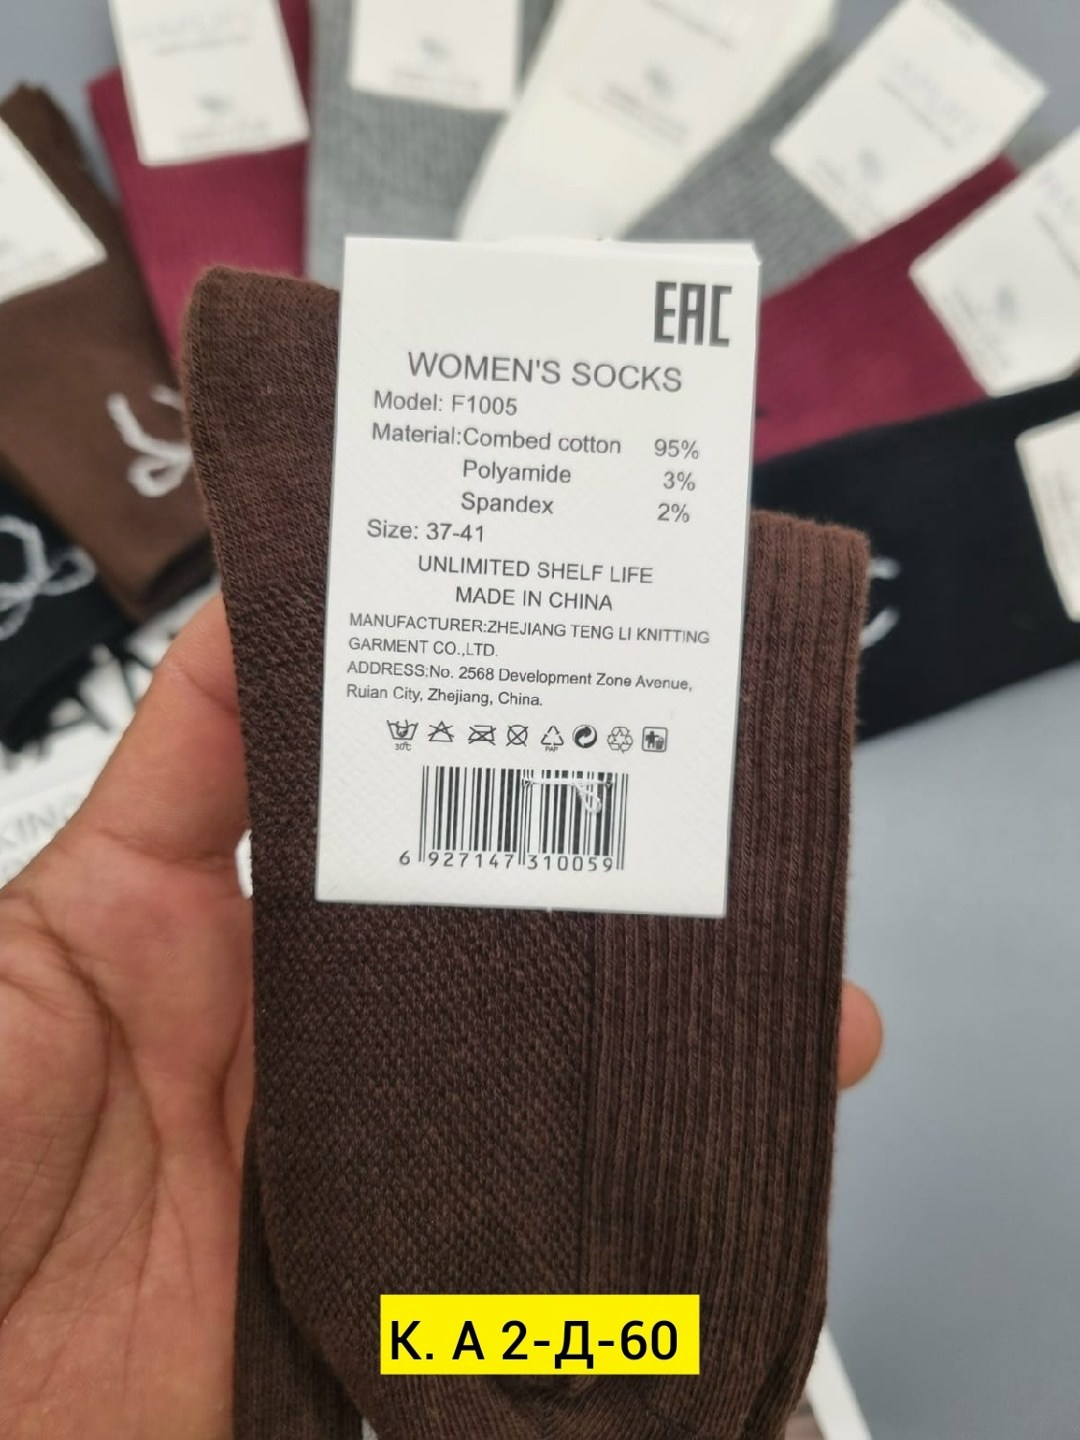 EAC
WOMEN'S SOCKS
Model: F1005
Material:Combed cotton 95%
Polyamide 3%
Spandex 2%
Size: 37-41
UNLIMITED SHELF LIFE
MADE IN CHINA
MANUFACTURER:ZHEJIANG TENG LI KNITTING
GARMENT CO.,LTD.
ADDRESS:No. 2568 Development Zone Avenue,
Ruian City, Zhejiang, China.
30℃
PAP
6 927147 310059
К. А 2-Д-60